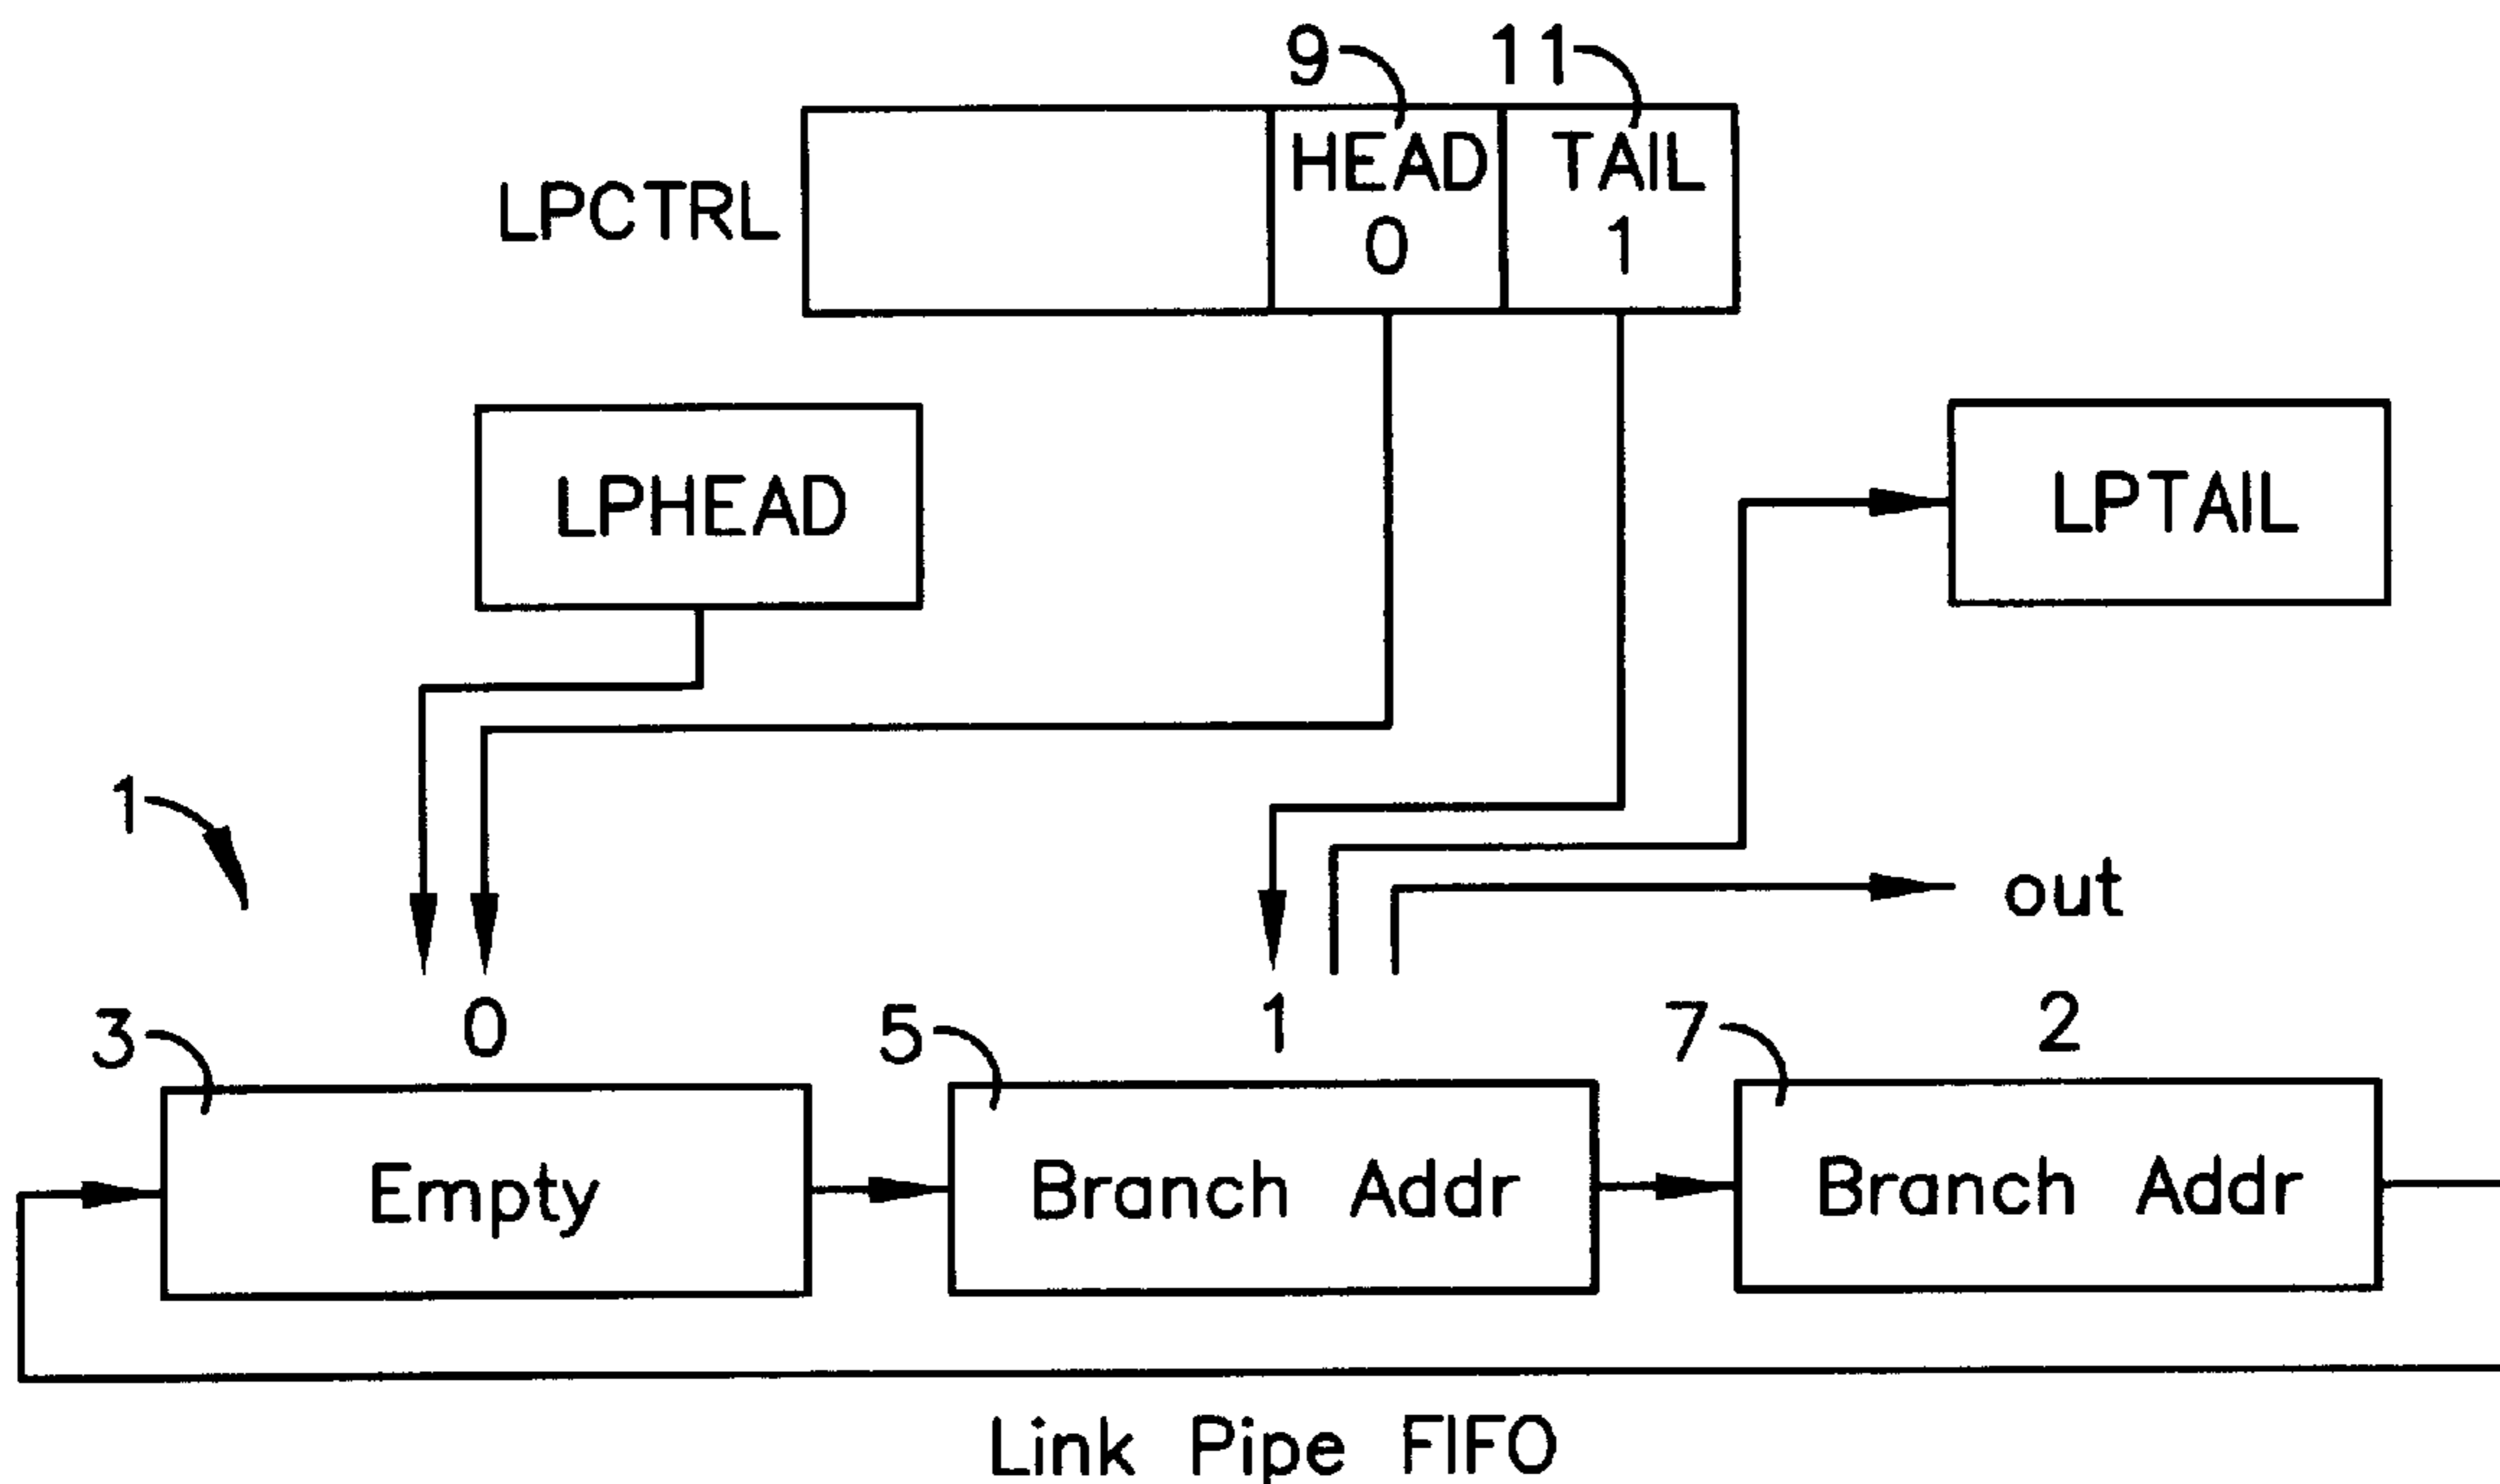 9 11
HEAD TAIL
LPCTRL
0 1
LPHEAD
LPTAIL
1
out
3 0 5 1 7 2
Empty Branch Addr Branch Addr
Link Pipe FIFO